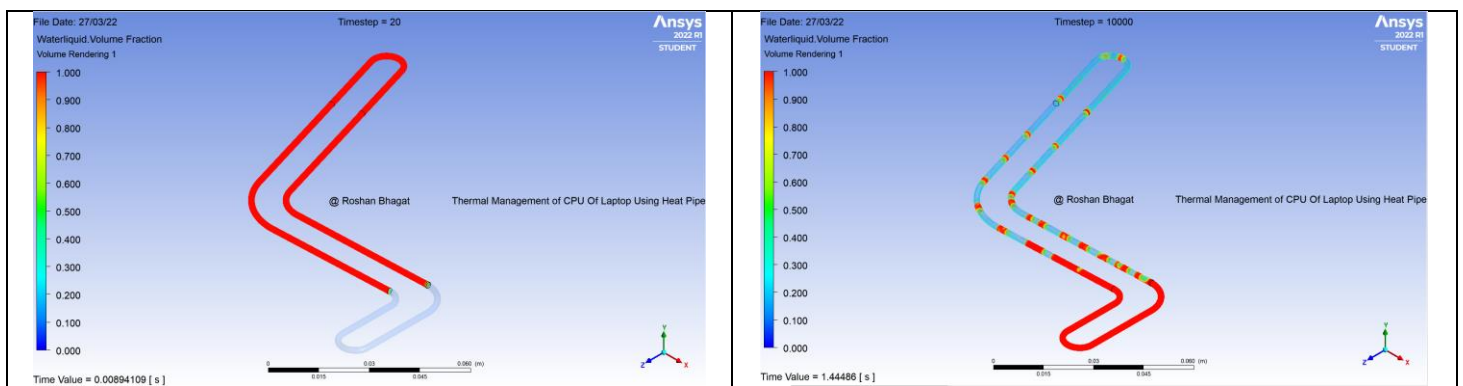 File Date: 27/03/22
Timestep = 20
Ansys
2022 R1
STUDENT
Waterliquid.Volume Fraction
Volume Rendering 1
1.000
0.900
0.800
0.700
0.600
0.500
0.400
0.300
0.200
0.100
0.000
@ Roshan Bhagat
Thermal Management of CPU Of Laptop Using Heat Pipe
Y
Z
X
0
0.03
0.060 (m)
0.015
0.045
Time Value = 0.00894109 [ s ]
File Date: 27/03/22
Timestep = 10000
Ansys
2022 R1
STUDENT
Waterliquid.Volume Fraction
Volume Rendering 1
1.000
0.900
0.800
0.700
0.600
0.500
0.400
0.300
0.200
0.100
0.000
@ Roshan Bhagat
Thermal Management of CPU Of Laptop Using Heat Pipe
Y
Z
X
0
0.03
0.060 (m)
0.015
0.045
Time Value = 1.44486 [ s ]